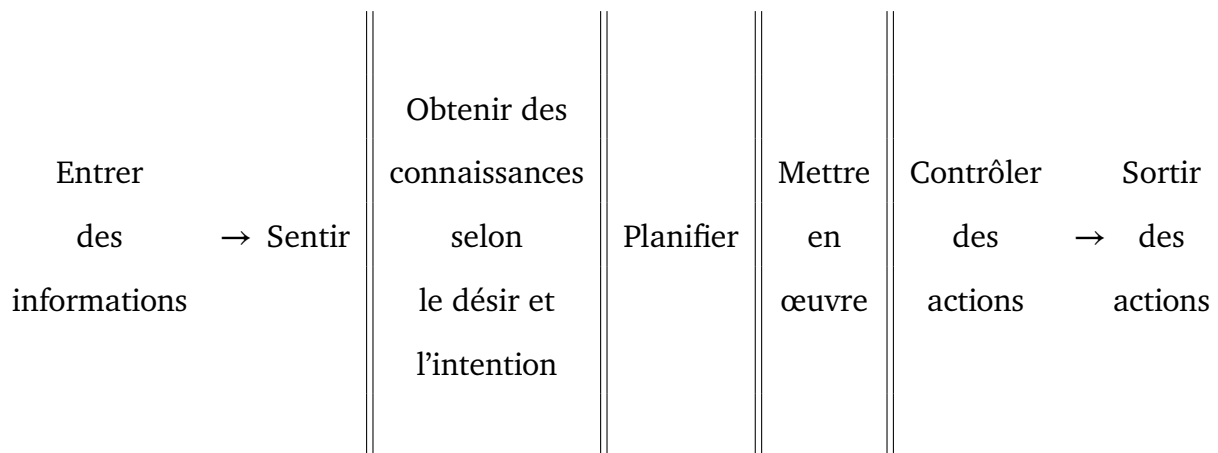 Entrer
des
informations
→
Sentir
Obtenir des
connaissances
selon
le désir et
l'intention
Planifier
Mettre
en
œuvre
Contrôler
des
actions
→
Sortir
des
actions